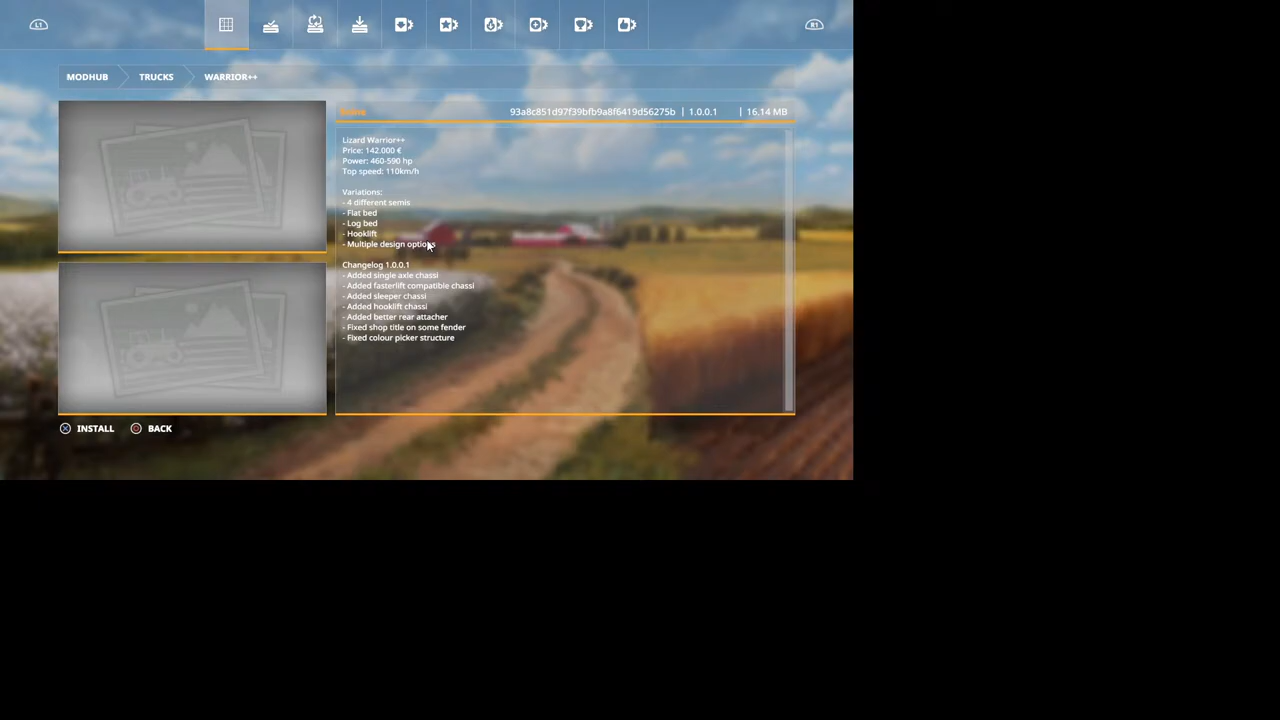 L1
R1
MODHUB
TRUCKS
WARRIOR++
93a8c851d97f39bfb9a8f6419d56275b | 1.0.0.1 | 16.14 MB
Lizard Warrior++
Price: 142.000 €
Power: 460-590 hp
Top speed: 110km/h
Variations:
- 4 different semis
- Flat bed
- Log bed
- Hooklift
- Multiple design options
Changelog 1.0.0.1
- Added single axle chassi
- Added fasterlift compatible chassi
- Added sleeper chassi
- Added hooklift chassi
- Added better rear attacher
- Fixed shop title on some fender
- Fixed colour picker structure
INSTALL
BACK